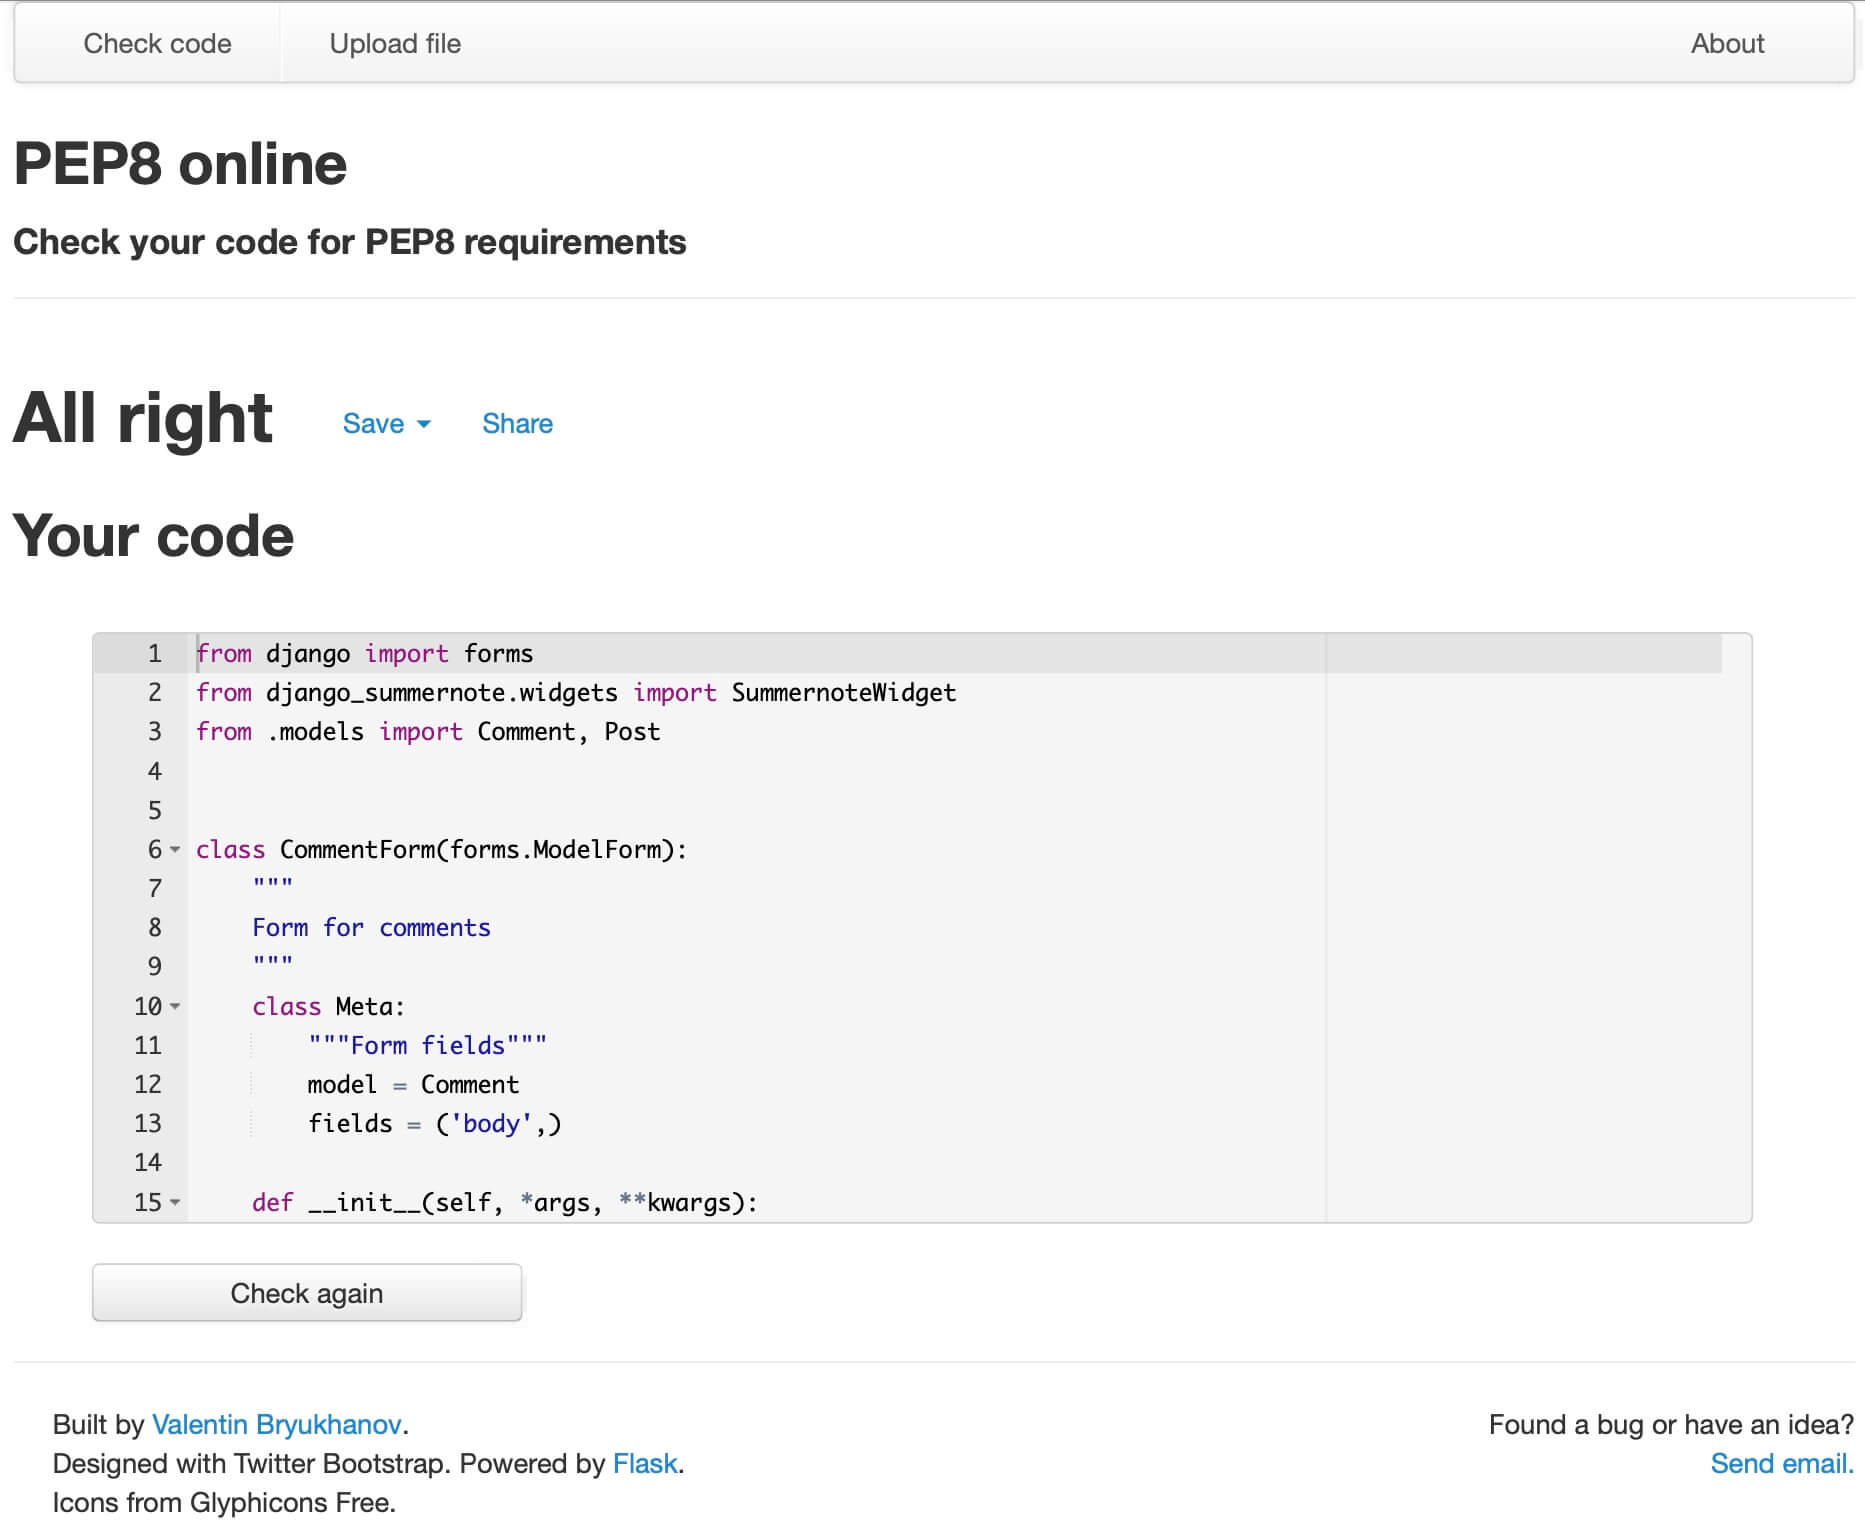 Check code
Upload file
About
PEP8 online
Check your code for PEP8 requirements
All right
Save
Share
Your code
1 from django import forms
2 from django_summernote.widgets import SummernoteWidget
3 from .models import Comment, Post
4
5
6 class CommentForm(forms.ModelForm):
7     """
8     Form for comments
9     """
10     class Meta:
11         """Form fields"""
12         model = Comment
13         fields = ('body',)
14
15     def __init__(self, *args, **kwargs):
Check again
Built by Valentin Bryukhanov.
Designed with Twitter Bootstrap. Powered by Flask.
Icons from Glyphicons Free.
Found a bug or have an idea?
Send email.